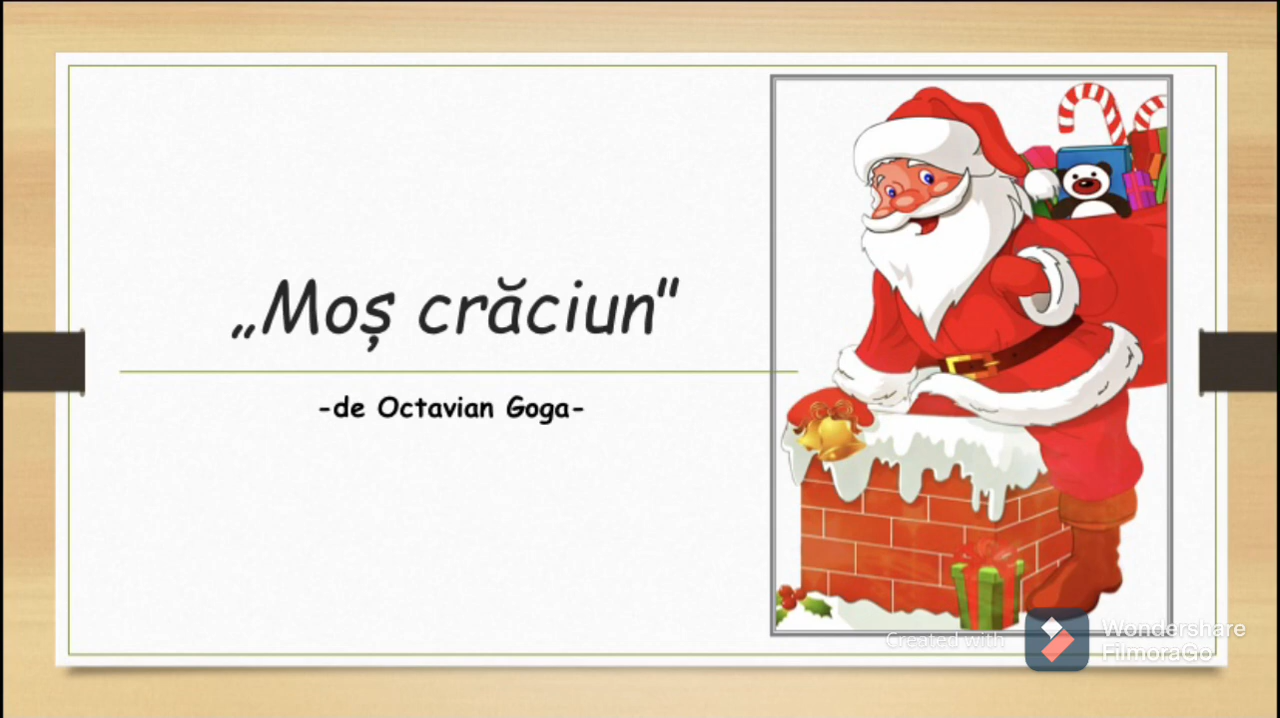 „Moș crăciun"
-de Octavian Goga-
Created with
Wondershare
FilmoraGo